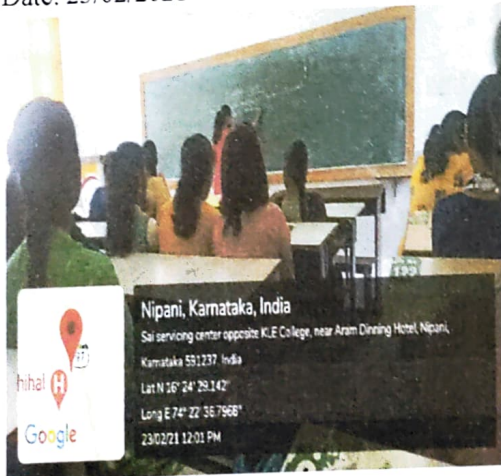 Date: 23/02/2021
Nipani, Karnataka, India
Sai servicing center opposite KLE College, near Aram Dinning Hotel, Nipani,
Karnataka 591237, India
Lat N 16° 24' 29.142"
Long E 74° 22' 36.7966"
23/02/21 12:01 PM
hihal
H
Google